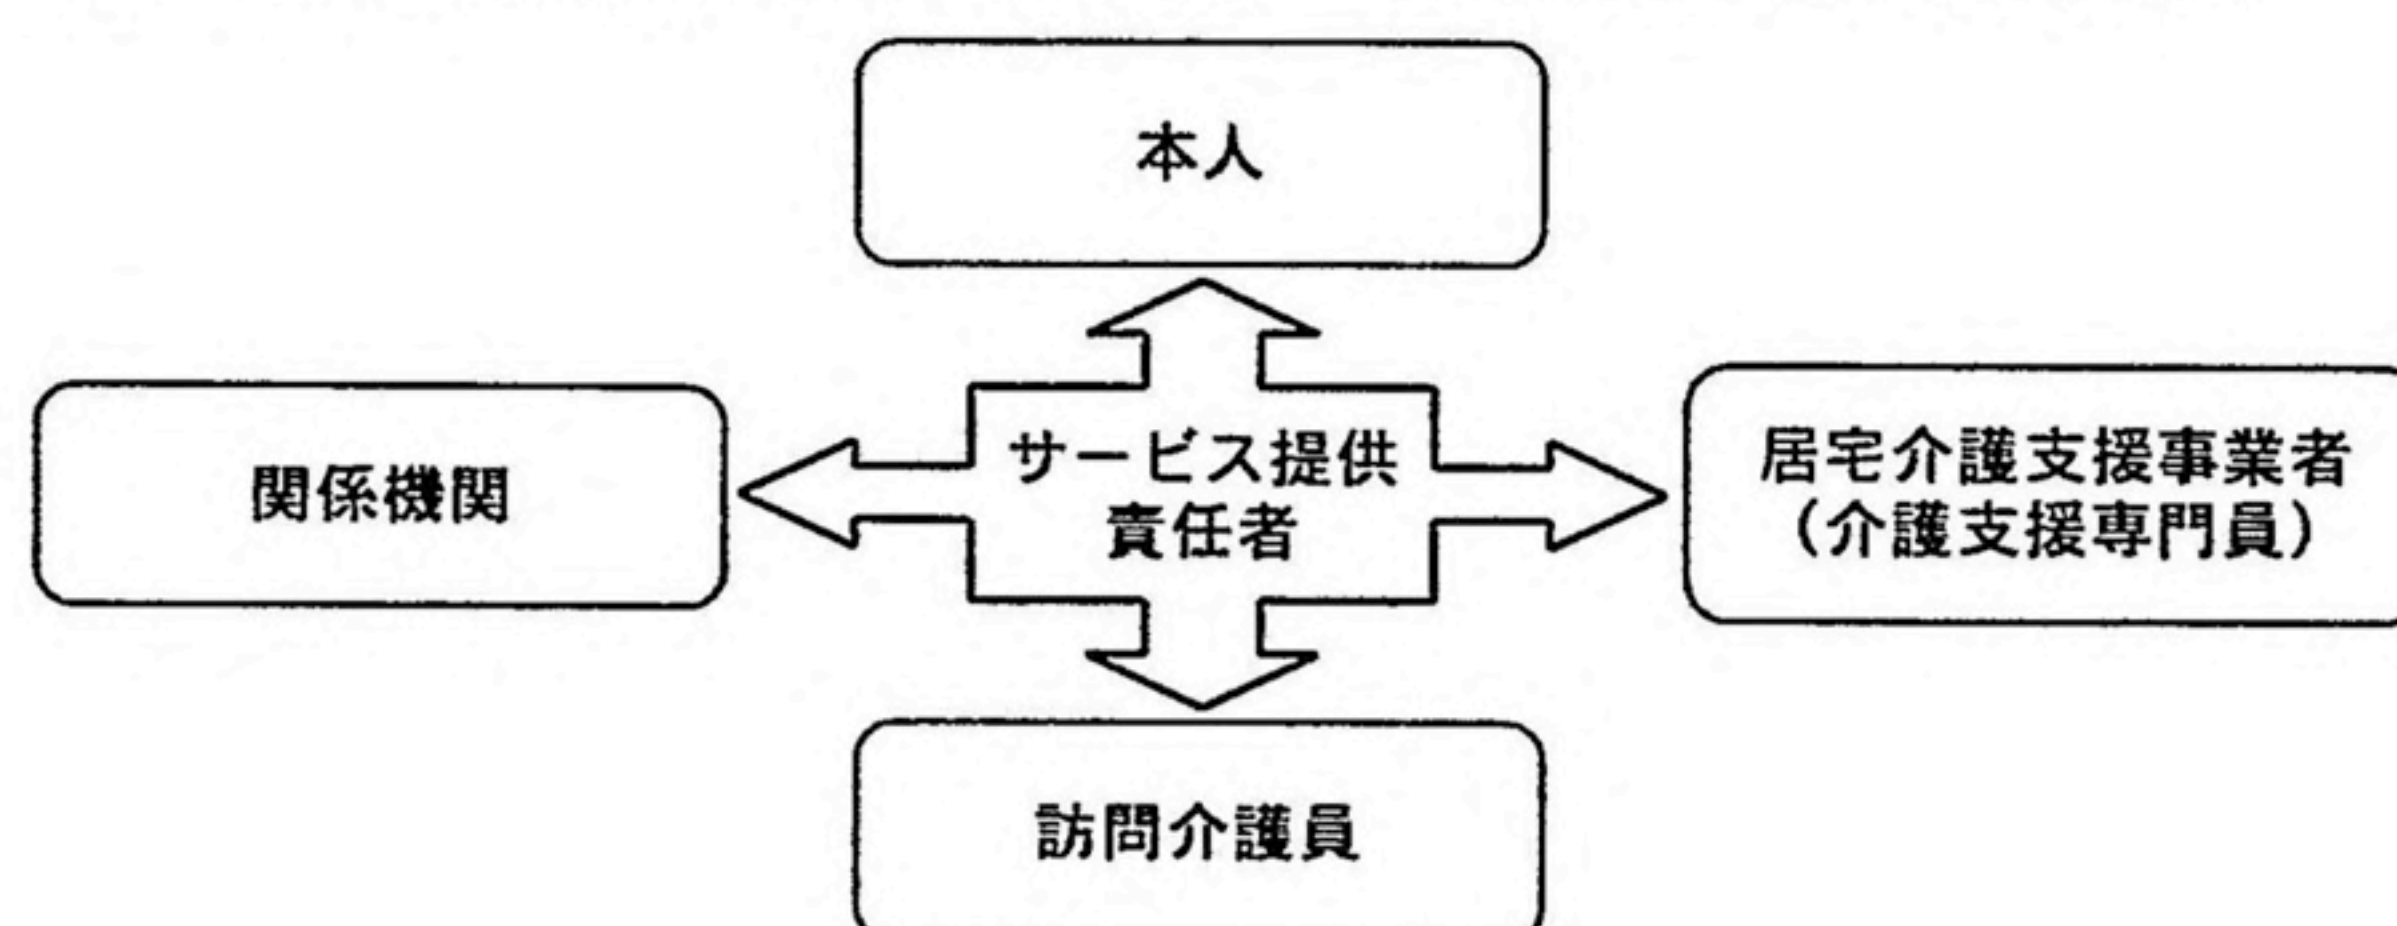 本人
関係機関
サービス提供
責任者
居宅介護支援事業者
（介護支援専門員）
訪問介護員